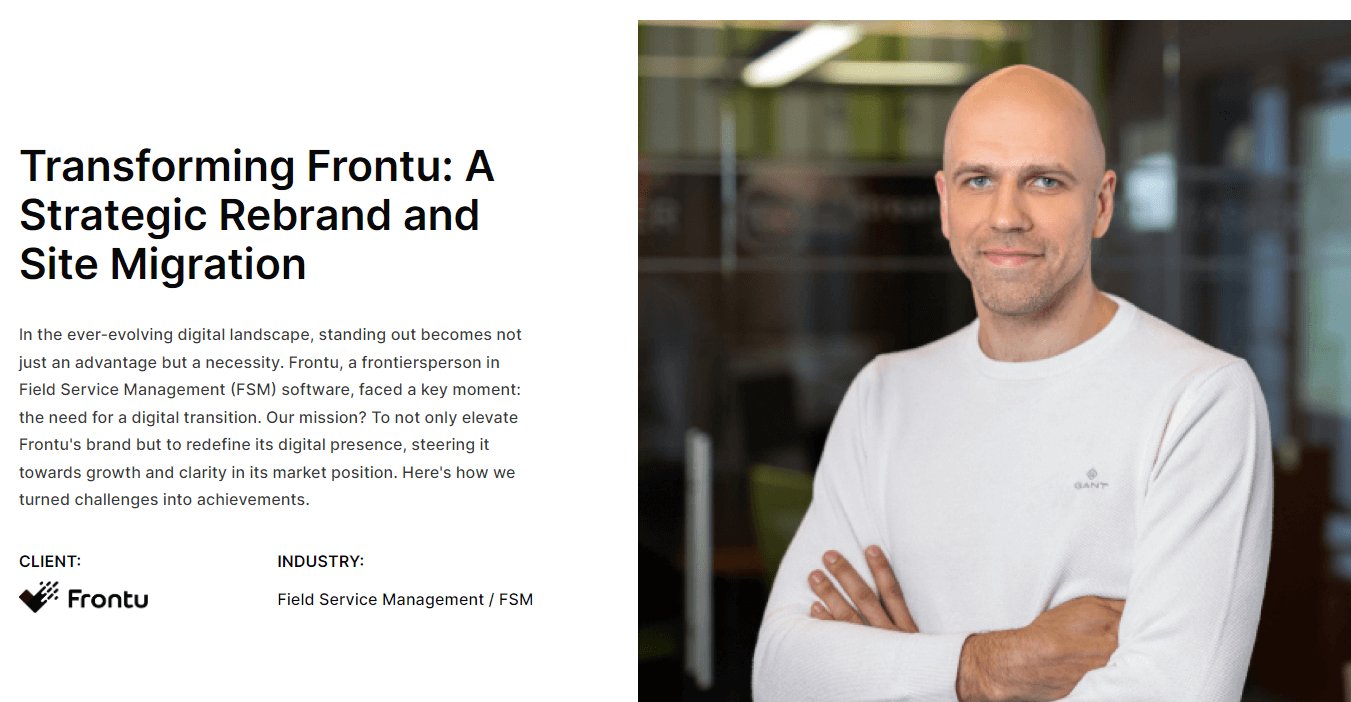 Transforming Frontu: A
Strategic Rebrand and
Site Migration
In the ever-evolving digital landscape, standing out becomes not
just an advantage but a necessity. Frontu, a frontiersperson in
Field Service Management (FSM) software, faced a key moment:
the need for a digital transition. Our mission? To not only elevate
Frontu's brand but to redefine its digital presence, steering it
towards growth and clarity in its market position. Here's how we
turned challenges into achievements.
CLIENT:
Frontu
INDUSTRY:
Field Service Management / FSM
GANT